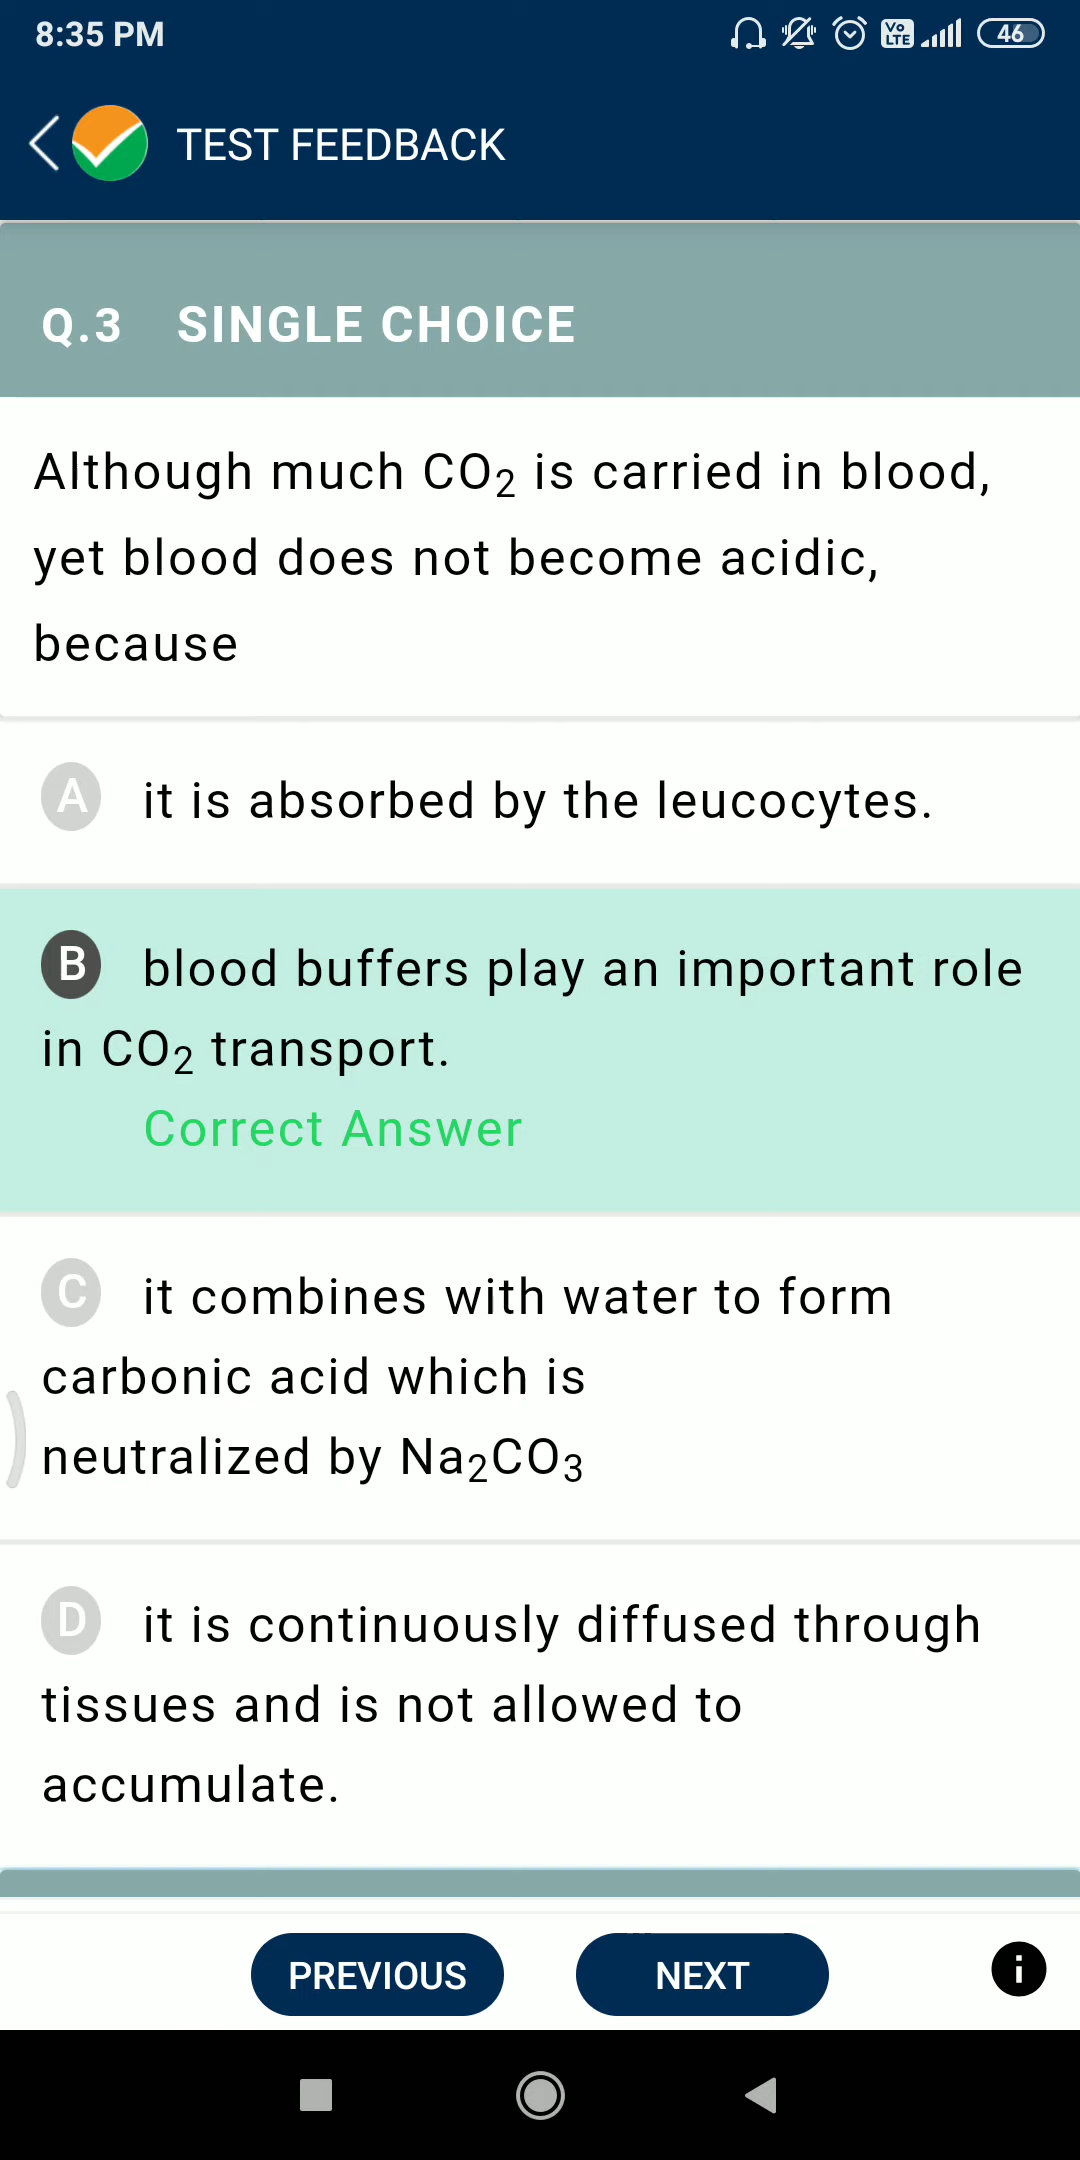 8:35 PM
Vo LTE
46
TEST FEEDBACK
Q.3 SINGLE CHOICE
Although much CO₂ is carried in blood,
yet blood does not become acidic,
because
A it is absorbed by the leucocytes.
B blood buffers play an important role
in CO₂ transport.
Correct Answer
C it combines with water to form
carbonic acid which is
neutralized by Na₂CO₃
D it is continuously diffused through
tissues and is not allowed to
accumulate.
PREVIOUS NEXT i